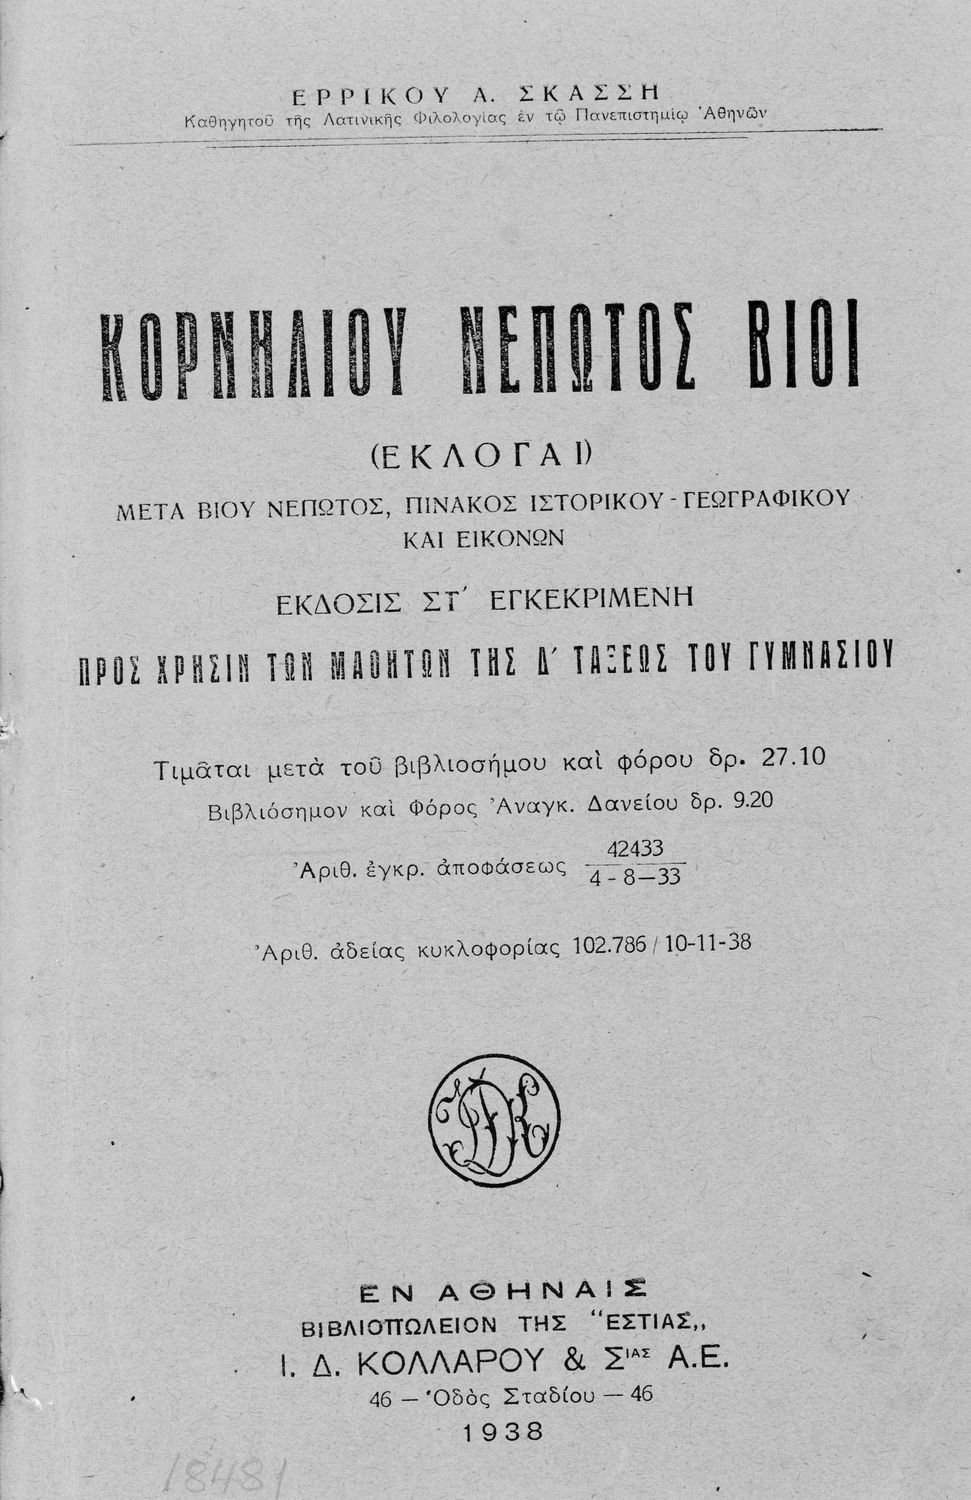 ΕΡΡΙΚΟΥ Α. ΣΚΑΣΣΗ
Καθηγητοῦ τῆς Λατινικῆς Φιλολογίας ἐν τῷ Πανεπιστημίῳ Ἀθηνῶν
ΚΟΡΝΗΛΙΟΥ ΝΕΠΩΤΟΣ ΒΙΟΙ
(ΕΚΛΟΓΑΙ)
ΜΕΤΑ ΒΙΟΥ ΝΕΠΩΤΟΣ, ΠΙΝΑΚΟΣ ΙΣΤΟΡΙΚΟΥ - ΓΕΩΓΡΑΦΙΚΟΥ
ΚΑΙ ΕΙΚΟΝΩΝ
ΕΚΔΟΣΙΣ ΣΤ΄ ΕΓΚΕΚΡΙΜΕΝΗ
ΠΡΟΣ ΧΡΗΣΙΝ ΤΩΝ ΜΑΘΗΤΩΝ ΤΗΣ Δ΄ ΤΑΞΕΩΣ ΤΟΥ ΓΥΜΝΑΣΙΟΥ
Τιμᾶται μετὰ τοῦ βιβλιοσήμου καὶ φόρου δρ. 27.10
Βιβλιόσημον καὶ Φόρος Ἀναγκ. Δανείου δρ. 9.20
Ἀριθ. ἐγκρ. ἀποφάσεως 42433
4 - 8—33
Ἀριθ. ἀδείας κυκλοφορίας 102.786 / 10-11-38
ΙΔΚ
ΕΝ ΑΘΗΝΑΙΣ
ΒΙΒΛΙΟΠΩΛΕΙΟΝ ΤΗΣ “ΕΣΤΙΑΣ,,
Ι. Δ. ΚΟΛΛΑΡΟΥ & Σ<sup>ΙΑΣ</sup> Α.Ε.
46 — Ὁδὸς Σταδίου — 46
1938
18481